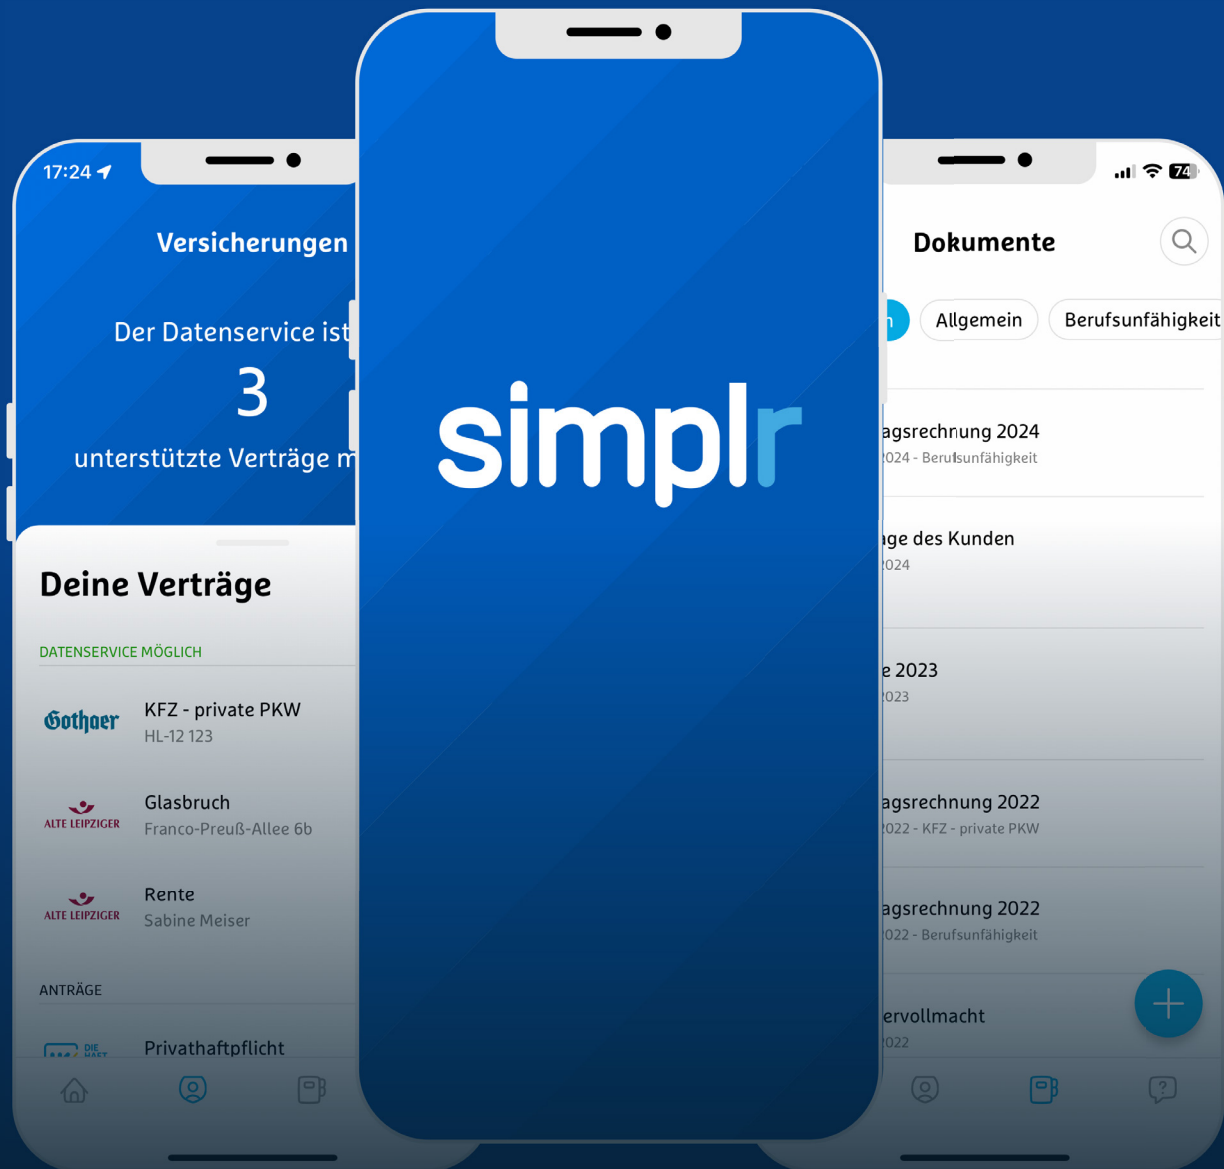 17:24
Versicherungen
Der Datenservice ist
3
unterstützte Verträge
Deine Verträge
DATENSERVICE MÖGLICH
Gothaer
KFZ - private PKW
HL-12 123
ALTE LEIPZIGER
Glasbruch
Franco-Preuß-Allee 6b
ALTE LEIPZIGER
Rente
Sabine Meiser
ANTRÄGE
DIE
HAFT
Privathaftpflicht
simplr
74
Dokumente
n
Allgemein
Berufsunfähigkeit
agsrechnung 2024
2024 - Berufsunfähigkeit
age des Kunden
2024
e 2023
2023
agsrechnung 2022
2022 - KFZ - private PKW
agsrechnung 2022
2022 - Berufsunfähigkeit
ervollmacht
2022